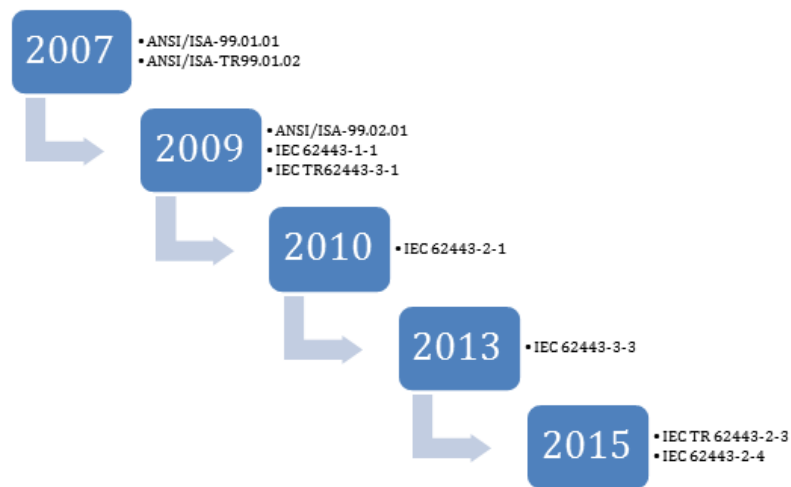 2007
• ANSI/ISA-99.01.01
• ANSI/ISA-TR99.01.02
2009
• ANSI/ISA-99.02.01
• IEC 62443-1-1
• IEC TR62443-3-1
2010
• IEC 62443-2-1
2013
• IEC 62443-3-3
2015
• IEC TR 62443-2-3
• IEC 62443-2-4